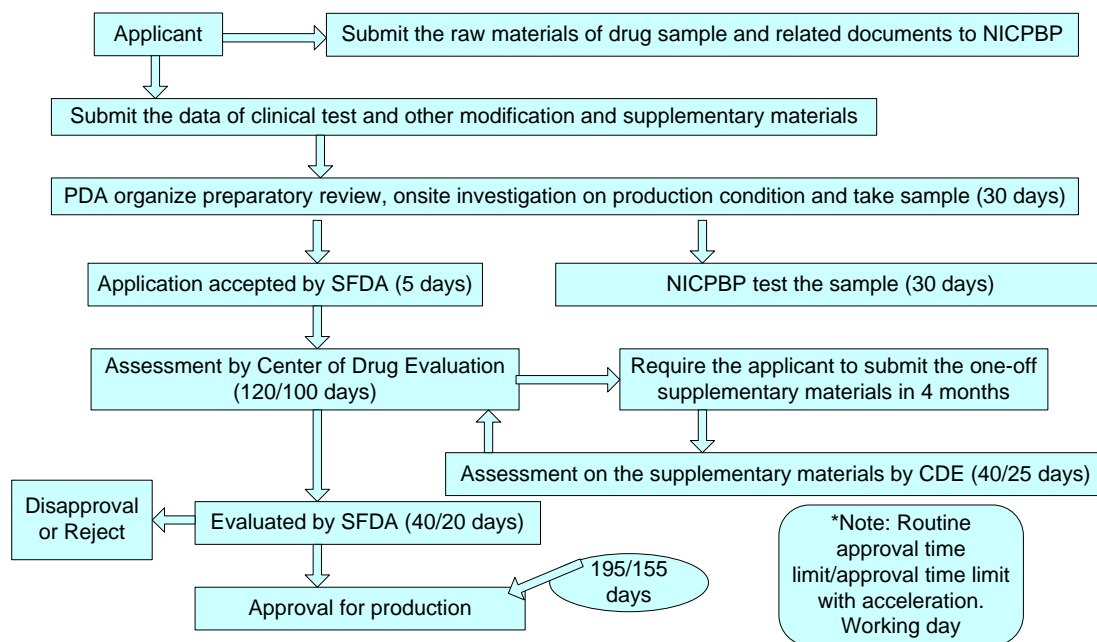 Applicant
Submit the raw materials of drug sample and related documents to NICPBP
Submit the data of clinical test and other modification and supplementary materials
PDA organize preparatory review, onsite investigation on production condition and take sample (30 days)
Application accepted by SFDA (5 days)
NICPBP test the sample (30 days)
Assessment by Center of Drug Evaluation
(120/100 days)
Require the applicant to submit the one-off
supplementary materials in 4 months
Assessment on the supplementary materials by CDE (40/25 days)
Disapproval
or Reject
Evaluated by SFDA (40/20 days)
*Note: Routine
approval time
limit/approval time limit
with acceleration.
Working day
195/155
days
Approval for production